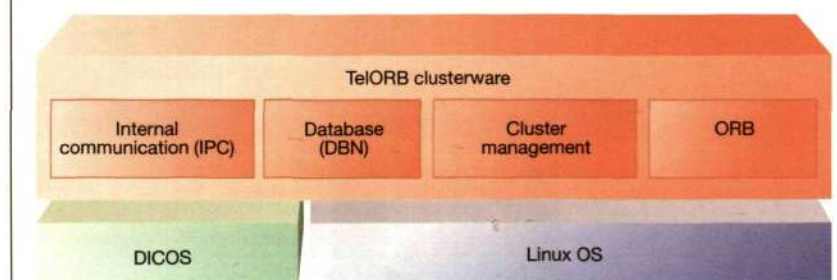 TelORB clusterware
Internal
communication (IPC)
Database
(DBN)
Cluster
management
ORB
DICOS
Linux OS